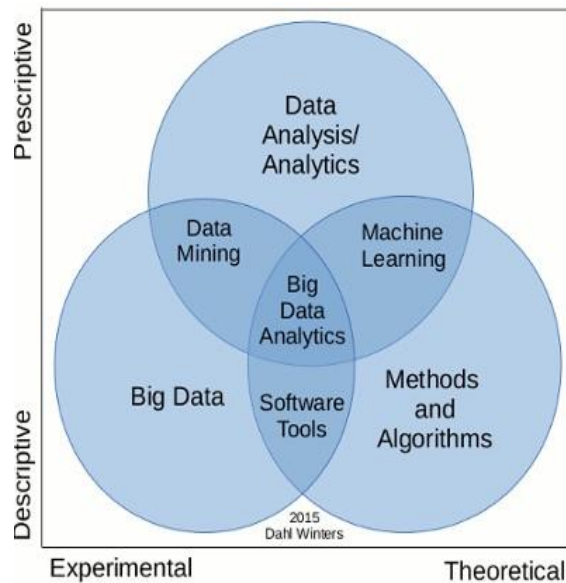 Prescriptive
Data
Analysis/
Analytics
Data
Mining
Machine
Learning
Big
Data
Analytics
Big Data
Software
Tools
Methods
and
Algorithms
Descriptive
2015
Dahl Winters
Experimental
Theoretical